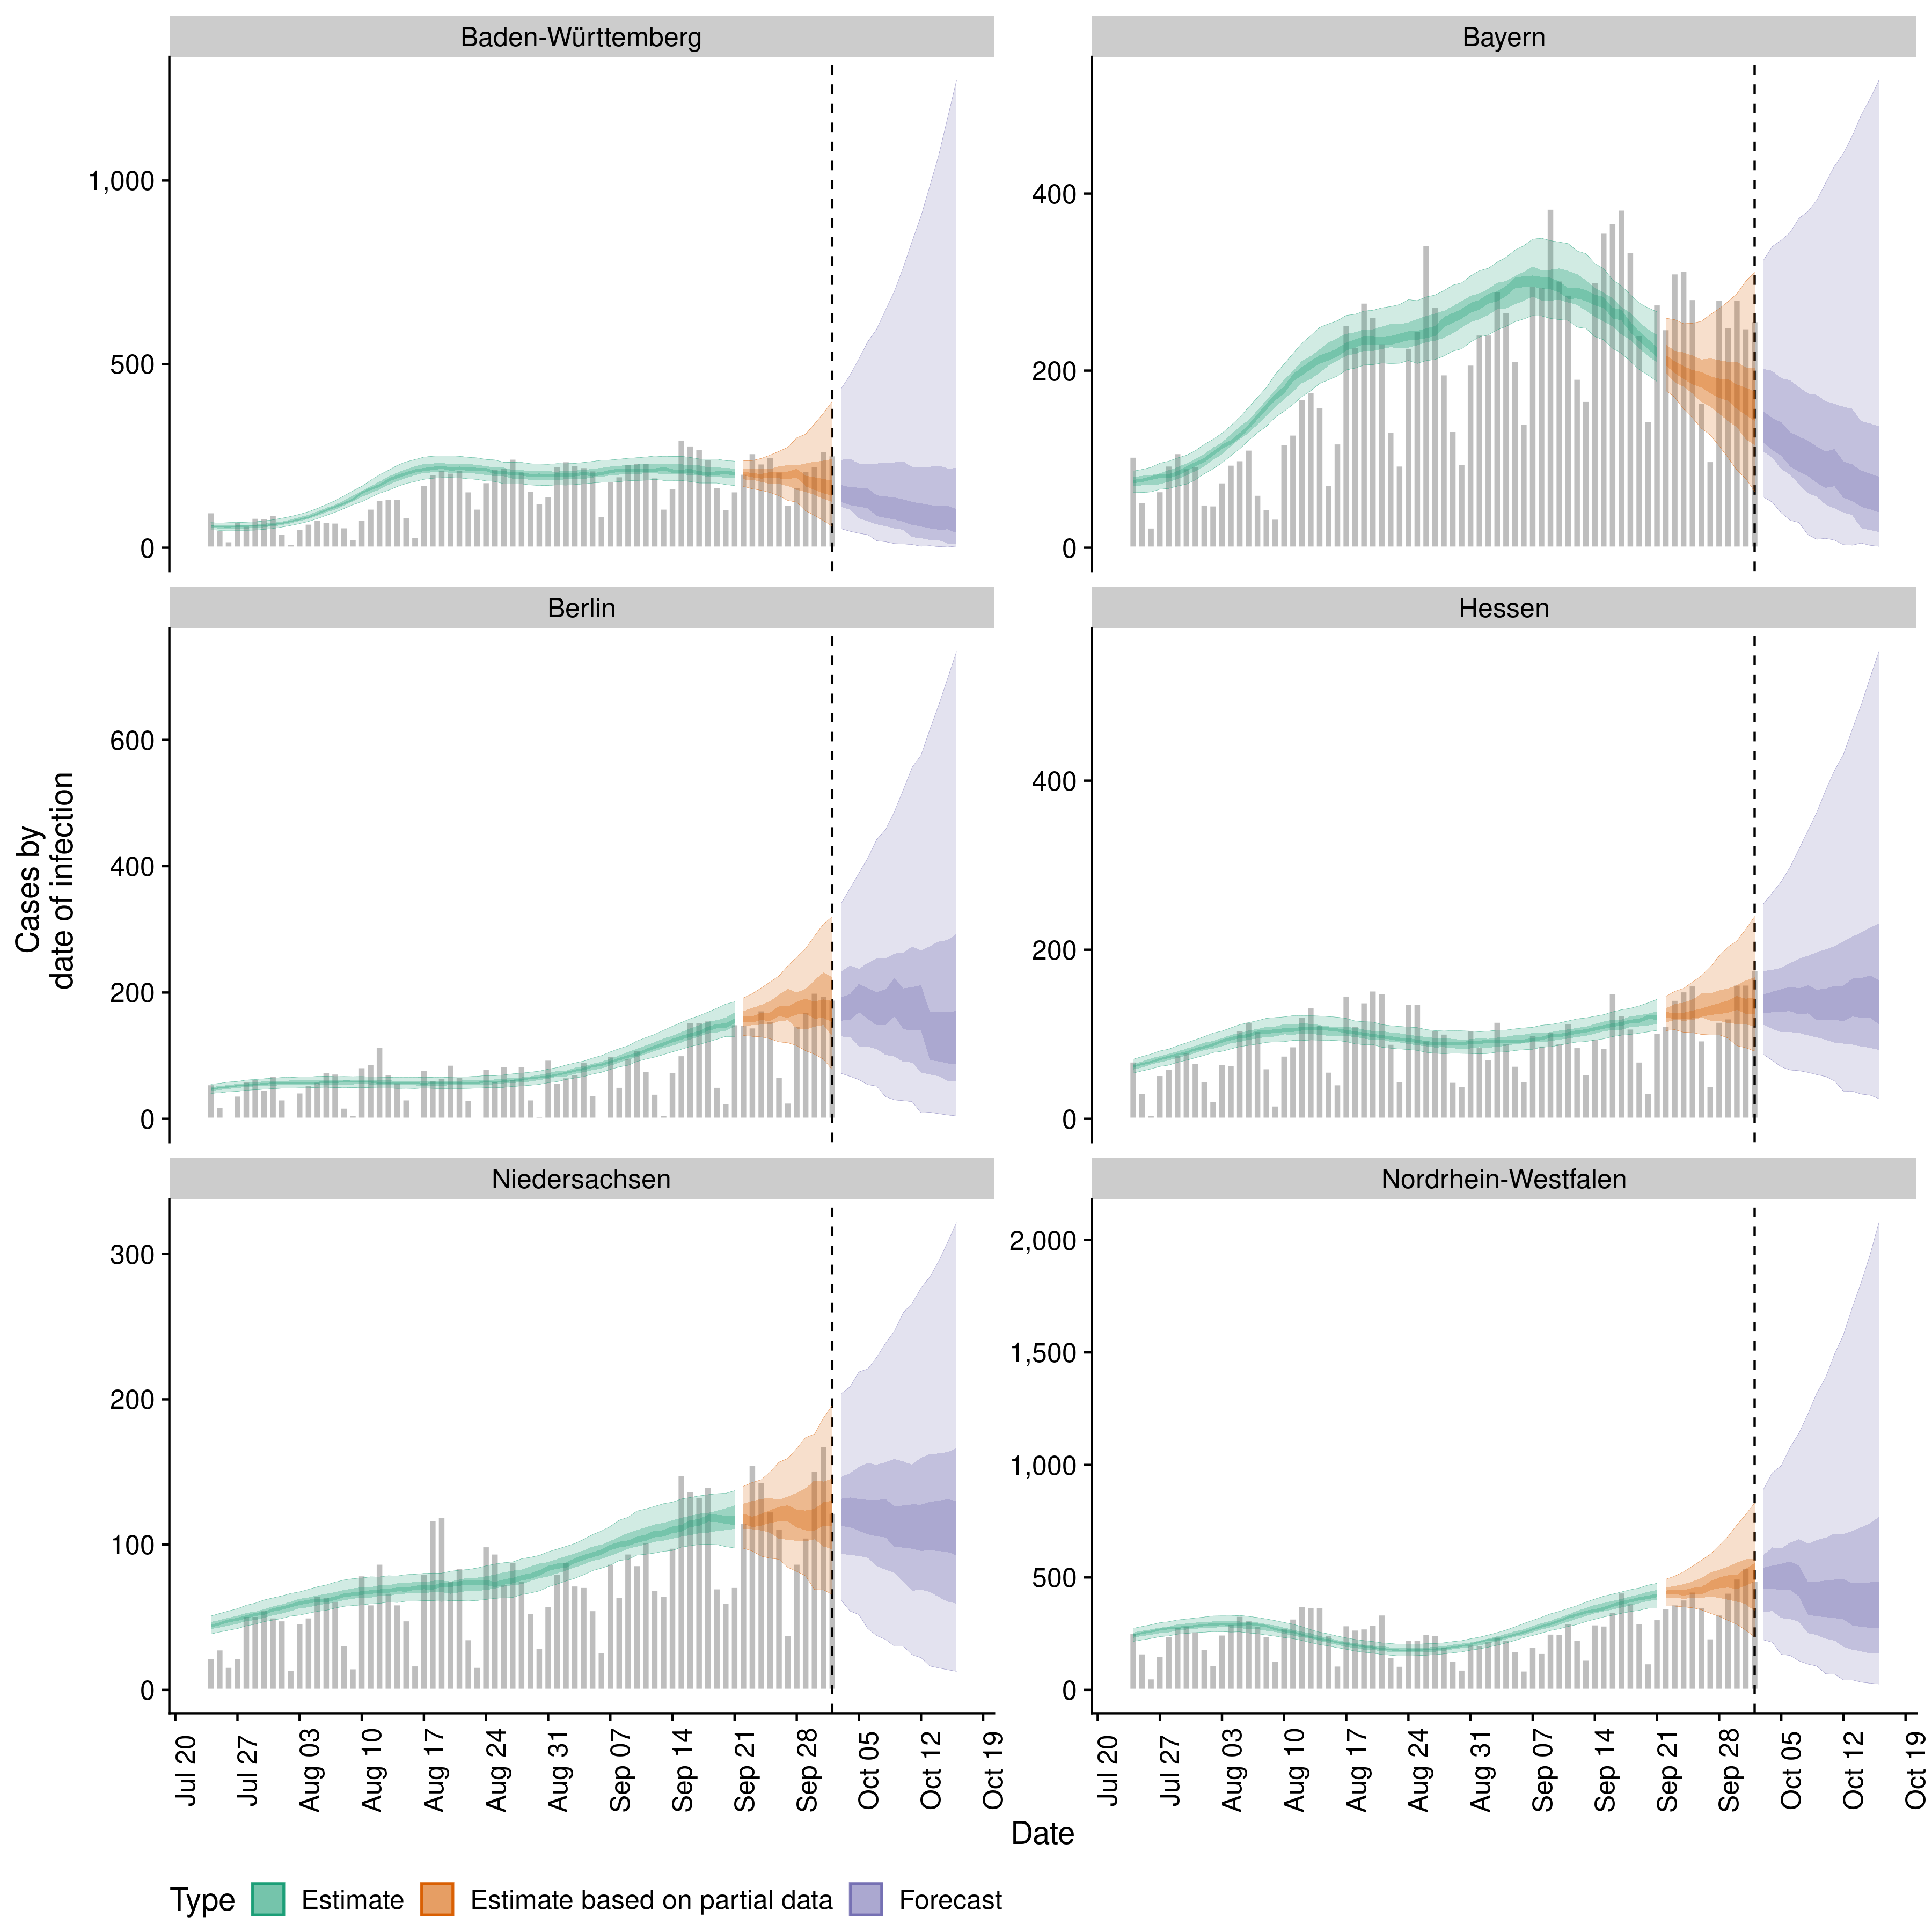 Baden-Württemberg
Bayern
1,000
500
0
400
200
0
Berlin
Hessen
600
400
200
0
400
200
0
Cases by
date of infection
Niedersachsen
Nordrhein-Westfalen
300
200
100
0
2,000
1,500
1,000
500
0
Jul 20
Jul 27
Aug 03
Aug 10
Aug 17
Aug 24
Aug 31
Sep 07
Sep 14
Sep 21
Sep 28
Oct 05
Oct 12
Oct 19
Jul 20
Jul 27
Aug 03
Aug 10
Aug 17
Aug 24
Aug 31
Sep 07
Sep 14
Sep 21
Sep 28
Oct 05
Oct 12
Oct 19
Date
Type Estimate Estimate based on partial data Forecast